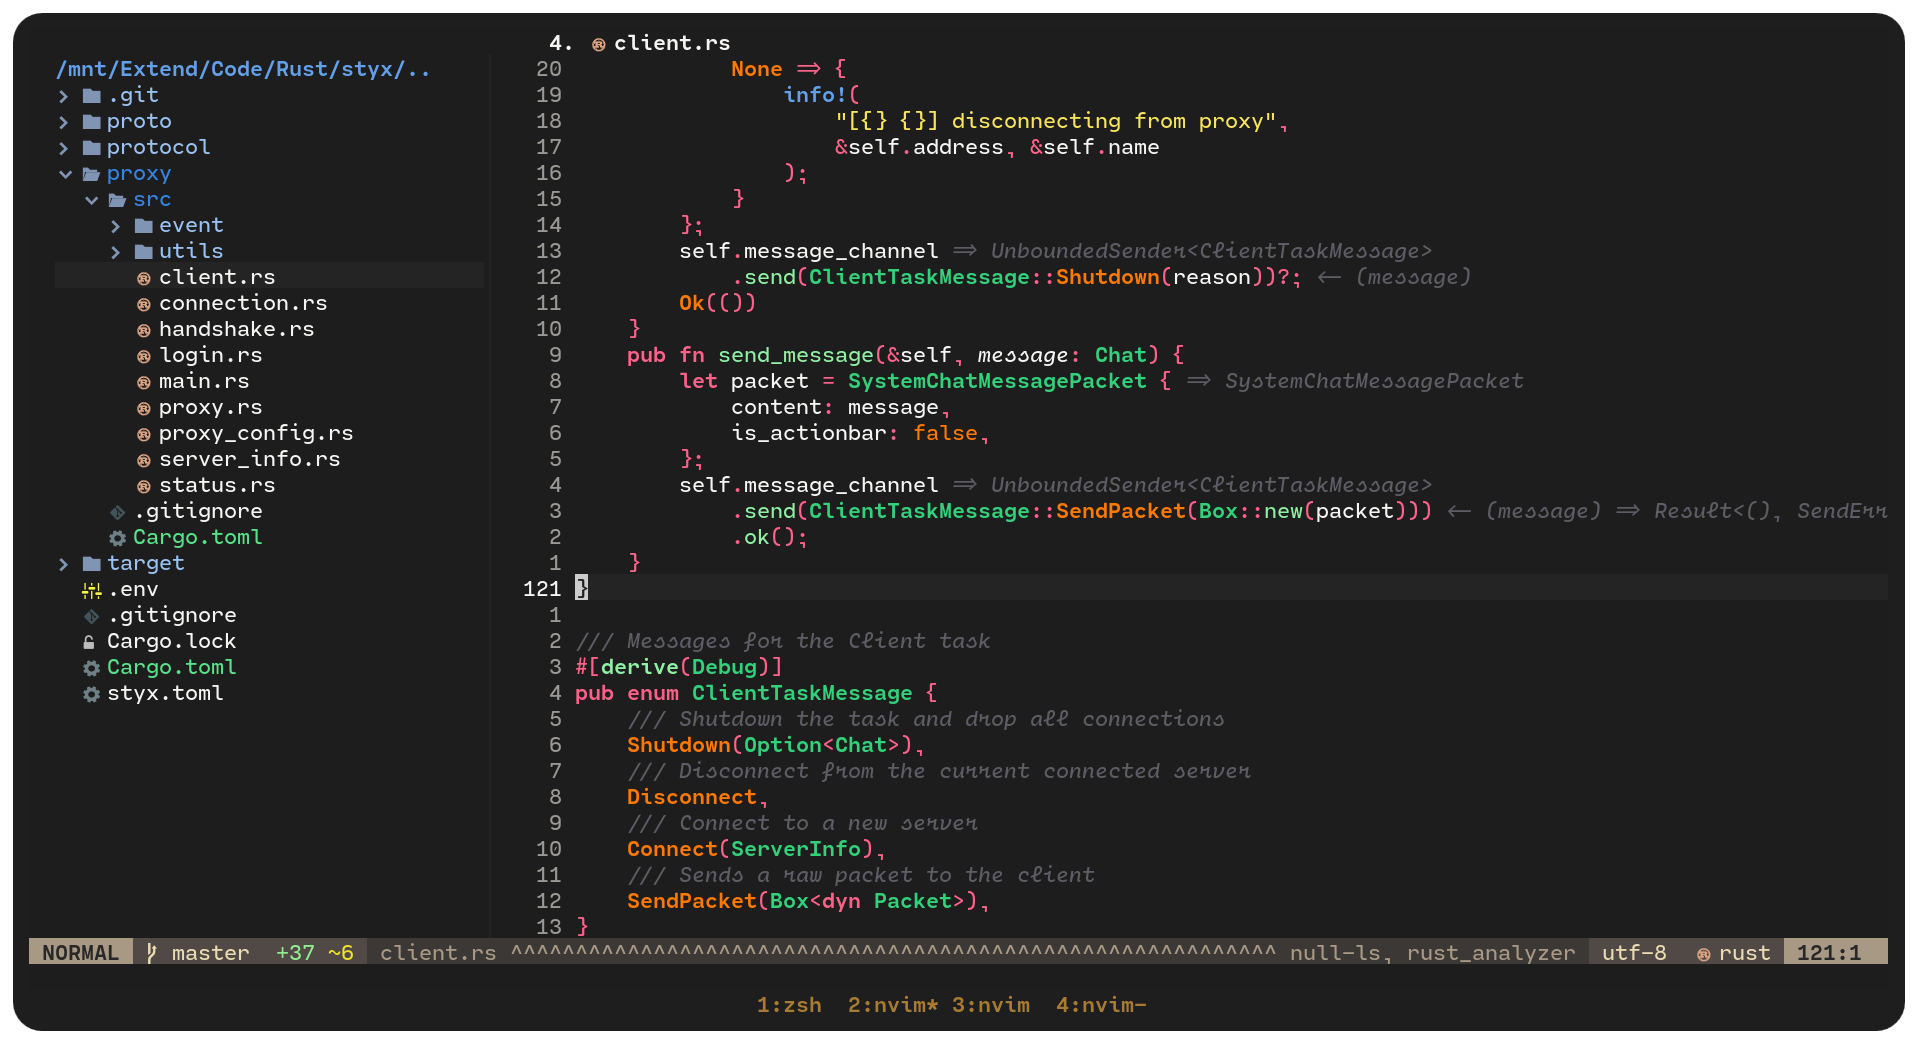 /mnt/Extend/Code/Rust/styx/..
.git
proto
protocol
proxy
src
event
utils
client.rs
connection.rs
handshake.rs
login.rs
main.rs
proxy.rs
proxy_config.rs
server_info.rs
status.rs
.gitignore
Cargo.toml
target
.env
.gitignore
Cargo.lock
Cargo.toml
styx.toml
4. client.rs
20             None => {
19                 info!(
18                     "[{} {}] disconnecting from proxy",
17                     &self.address, &self.name
16                 );
15             }
14         };
13         self.message_channel => UnboundedSender<ClientTaskMessage>
12             .send(ClientTaskMessage::Shutdown(reason))?; <- (message)
11         Ok(())
10     }
9     pub fn send_message(&self, message: Chat) {
8         let packet = SystemChatMessagePacket { => SystemChatMessagePacket
7             content: message,
6             is_actionbar: false,
5         };
4         self.message_channel => UnboundedSender<ClientTaskMessage>
3             .send(ClientTaskMessage::SendPacket(Box::new(packet))) <- (message) => Result<(), SendErr
2             .ok();
1     }
121 }
1
2 /// Messages for the Client task
3 #[derive(Debug)]
4 pub enum ClientTaskMessage {
5     /// Shutdown the task and drop all connections
6     Shutdown(Option<Chat>),
7     /// Disconnect from the current connected server
8     Disconnect,
9     /// Connect to a new server
10     Connect(ServerInfo),
11     /// Sends a raw packet to the client
12     SendPacket(Box<dyn Packet>),
13 }
NORMAL master +37 ~6 client.rs ^^^^^^^^^^^^^^^^^^^^^^^^^^^^^^^^^^^^^^^^^^^^^^^^^^^^^^^^^^^ null-ls, rust_analyzer utf-8 rust 121:1
1:zsh 2:nvim* 3:nvim 4:nvim-